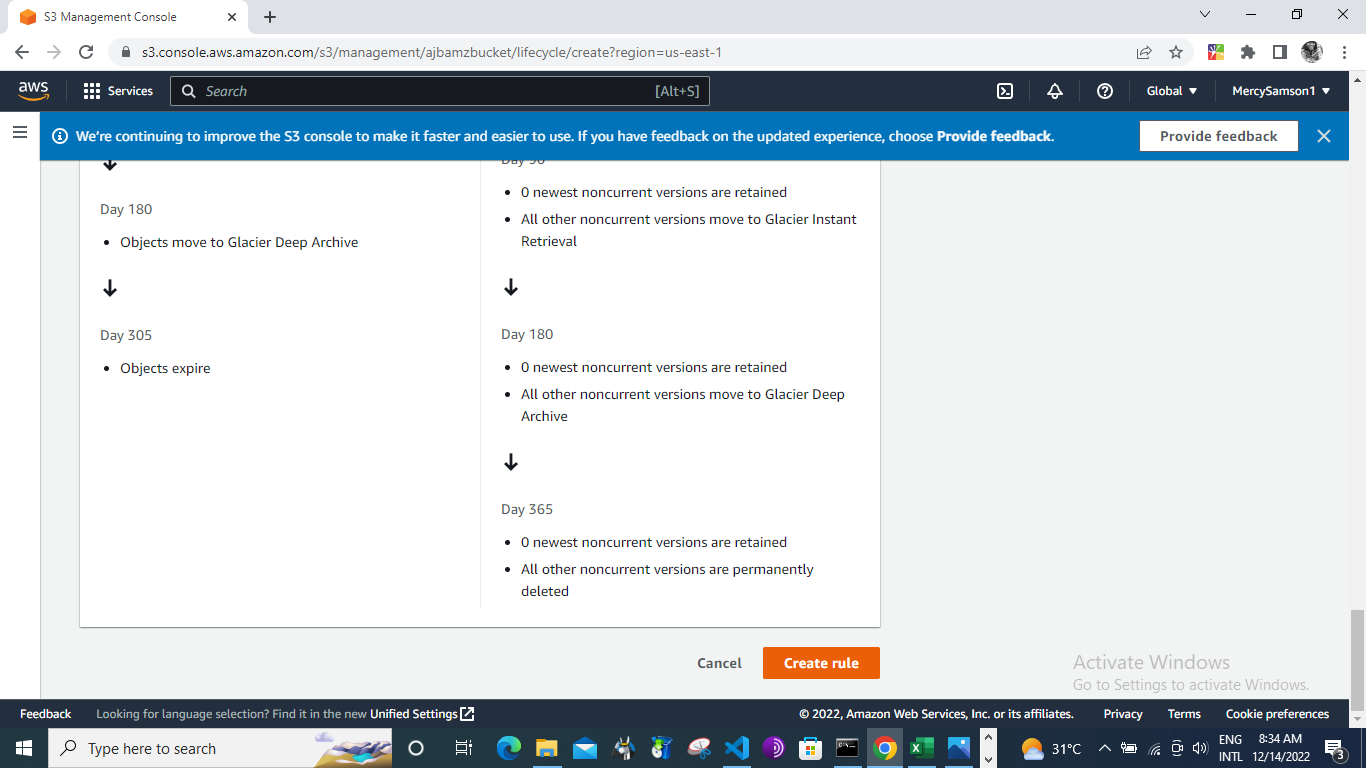 S3 Management Console
s3.console.aws.amazon.com/s3/management/ajbamzbucket/lifecycle/create?region=us-east-1
aws
Services
Search
[Alt+S]
Global
MercySamson1
We're continuing to improve the S3 console to make it faster and easier to use. If you have feedback on the updated experience, choose Provide feedback.
Provide feedback
Day 180
Objects move to Glacier Deep Archive
Day 305
Objects expire
Day 90
0 newest noncurrent versions are retained
All other noncurrent versions move to Glacier Instant
Retrieval
Day 180
0 newest noncurrent versions are retained
All other noncurrent versions move to Glacier Deep
Archive
Day 365
0 newest noncurrent versions are retained
All other noncurrent versions are permanently
deleted
Cancel
Create rule
Activate Windows
Go to Settings to activate Windows.
Feedback
Looking for language selection? Find it in the new Unified Settings
© 2022, Amazon Web Services, Inc. or its affiliates.
Privacy
Terms
Cookie preferences
Type here to search
31°C
ENG
INTL
8:34 AM
12/14/2022
3